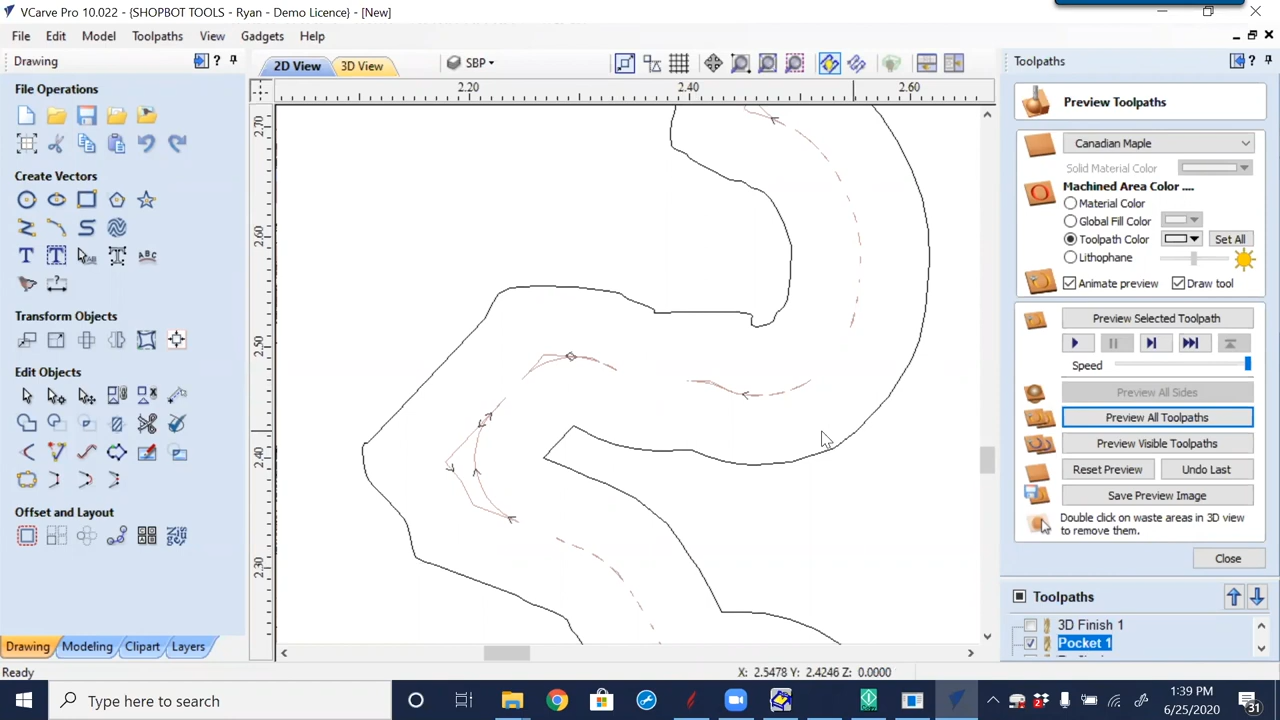 VCarve Pro 10.022 - {SHOPBOT TOOLS - Ryan - Demo Licence} - [New]
File Edit Model Toolpaths View Gadgets Help
Drawing
File Operations
Create Vectors
Transform Objects
Edit Objects
Offset and Layout
Drawing Modeling Clipart Layers
Ready
2D View
3D View
SBP
2.20 2.40 2.60
2.70
2.60
2.50
2.40
2.30
X: 2.5478 Y: 2.4246 Z: 0.0000
Toolpaths
Preview Toolpaths
Canadian Maple
Solid Material Color
Machined Area Color ....
Material Color
Global Fill Color
Toolpath Color
Set All
Lithophane
Animate preview
Draw tool
Preview Selected Toolpath
Speed
Preview All Sides
Preview All Toolpaths
Preview Visible Toolpaths
Reset Preview
Undo Last
Save Preview Image
Double click on waste areas in 3D view
to remove them.
Close
Toolpaths
3D Finish 1
Pocket 1
Type here to search
1:39 PM
6/25/2020
31